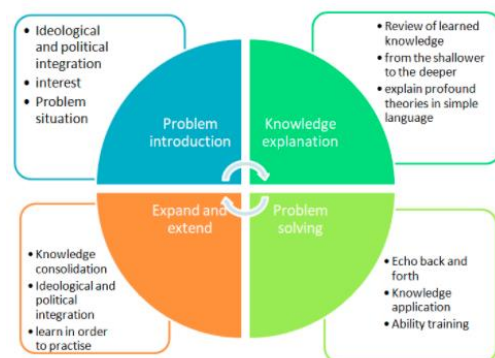 • Ideological
and political
integration
• interest
• Problem
situation
Problem
introduction
• Review of learned
knowledge
• from the shallower
to the deeper
• explain profound
theories in simple
language
Knowledge
explanation
Expand and
extend
• Knowledge
consolidation
• Ideological and
political
integration
• learn in order
to practise
Problem
solving
• Echo back and
forth
• Knowledge
application
• Ability training